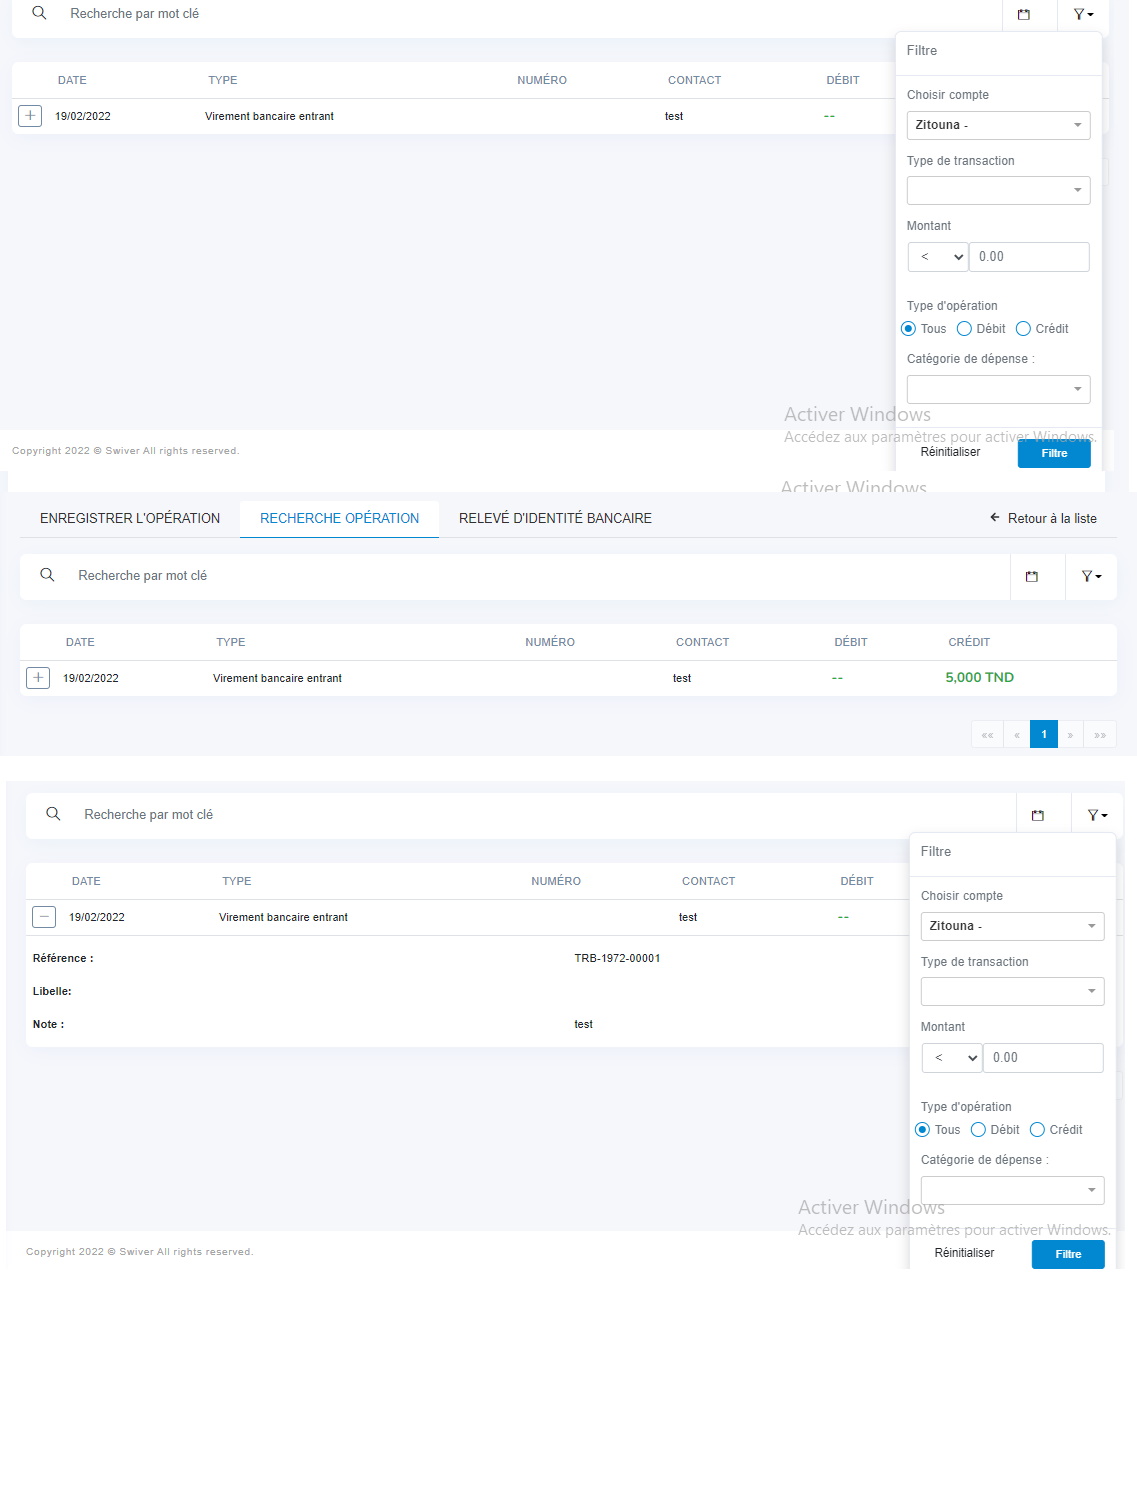 Recherche par mot clé
Filtre
DATE TYPE NUMÉRO CONTACT DÉBIT
19/02/2022 Virement bancaire entrant test --
Choisir compte
Zitouna -
Type de transaction
Montant
< 0.00
Type d'opération
Tous Débit Crédit
Catégorie de dépense :
Activer Windows
Accédez aux paramètres pour activer Windows.
Réinitialiser Filtre
Copyright 2022 © Swiver All rights reserved.
Activer Windows
ENREGISTRER L'OPÉRATION RECHERCHE OPÉRATION RELEVÉ D'IDENTITÉ BANCAIRE Retour à la liste
Recherche par mot clé
DATE TYPE NUMÉRO CONTACT DÉBIT CRÉDIT
19/02/2022 Virement bancaire entrant test -- 5,000 TND
«« « 1 » »»
Recherche par mot clé
Filtre
DATE TYPE NUMÉRO CONTACT DÉBIT
19/02/2022 Virement bancaire entrant test --
Référence : TRB-1972-00001
Libelle:
Note : test
Choisir compte
Zitouna -
Type de transaction
Montant
< 0.00
Type d'opération
Tous Débit Crédit
Catégorie de dépense :
Activer Windows
Accédez aux paramètres pour activer Windows.
Réinitialiser Filtre
Copyright 2022 © Swiver All rights reserved.